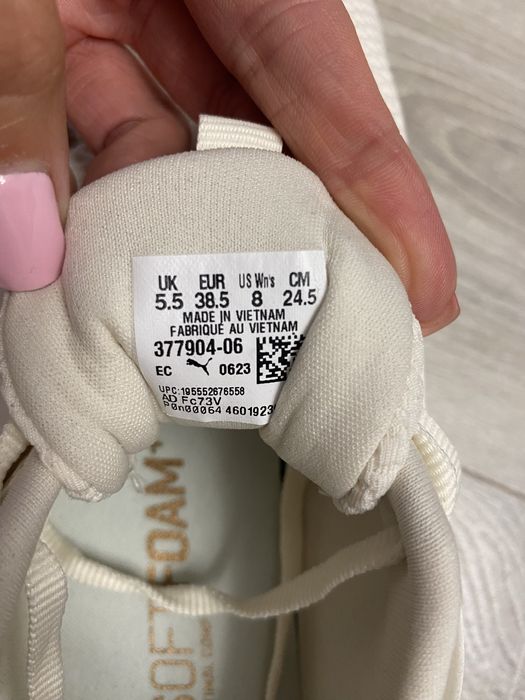 UK EUR US Wn's CM
5.5 38.5 8 24.5
MADE IN VIETNAM
FABRIQUÉ AU VIETNAM
377904-06
EC 0623
UPC:195552676558
AD Fc73V
P0n00064 4601923
SOFTFOAM+